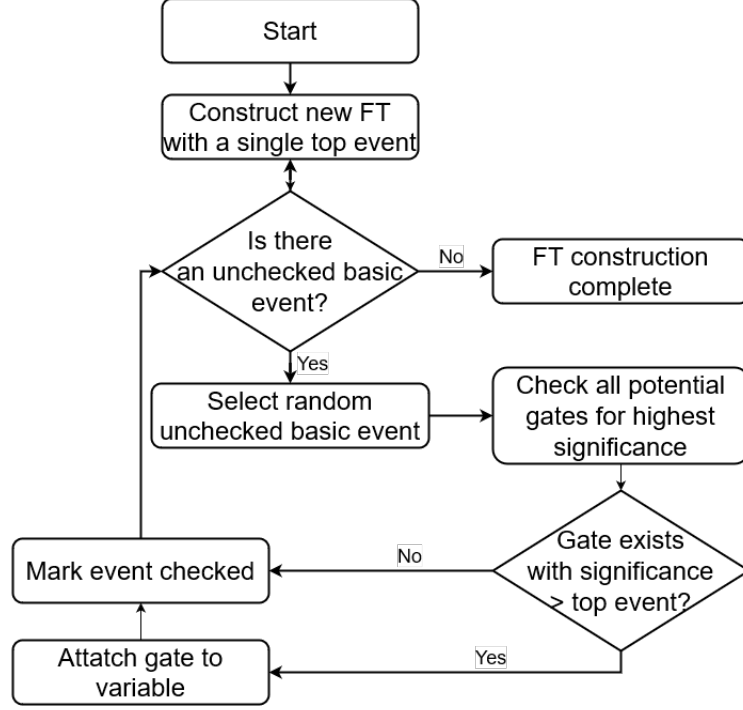 Start
Construct new FT
with a single top event
Is there
an unchecked basic
event?
No
FT construction
complete
Yes
Select random
unchecked basic event
Check all potential
gates for highest
significance
Gate exists
with significance
> top event?
No
Mark event checked
Yes
Attatch gate to
variable